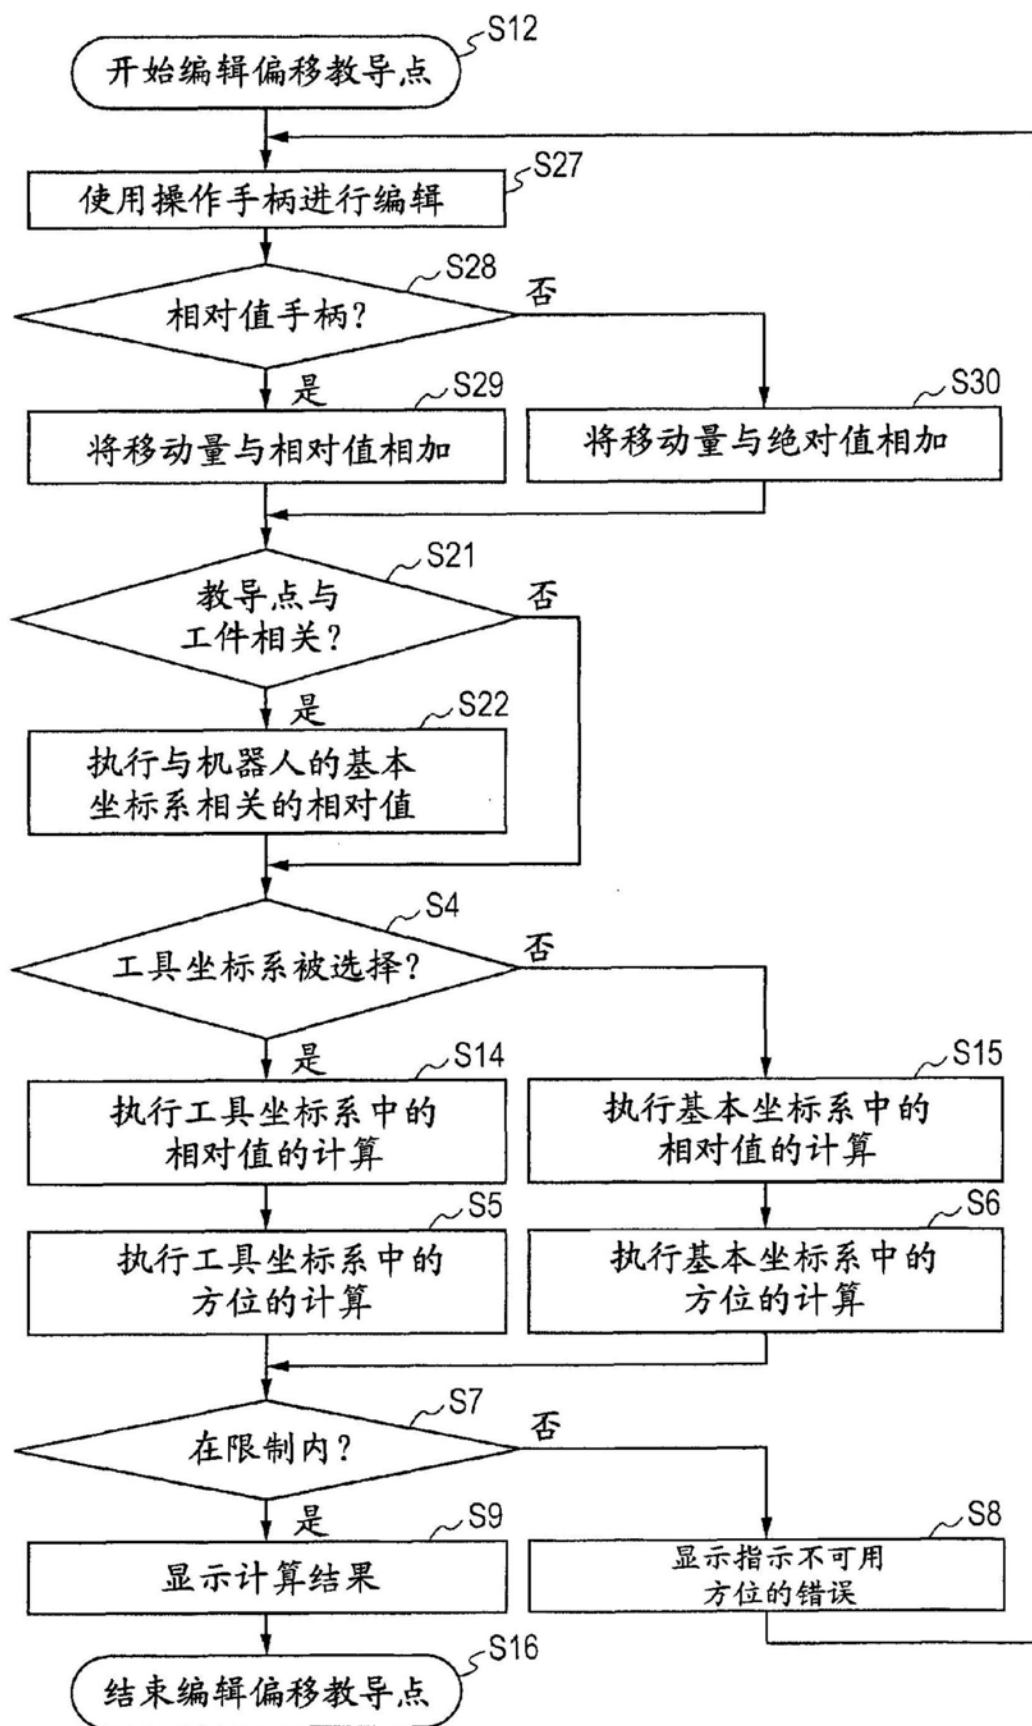 S12
开始编辑偏移教导点
S27
使用操作手柄进行编辑
S28
相对值手柄?
否
是
S29
将移动量与相对值相加
S30
将移动量与绝对值相加
S21
教导点与
工件相关?
否
是
S22
执行与机器人的基本
坐标系相关的相对值
S4
工具坐标系被选择?
否
是
S14
执行工具坐标系中的
相对值的计算
S15
执行基本坐标系中的
相对值的计算
S5
执行工具坐标系中的
方位的计算
S6
执行基本坐标系中的
方位的计算
S7
在限制内?
否
是
S9
显示计算结果
S8
显示指示不可用
方位的错误
S16
结束编辑偏移教导点